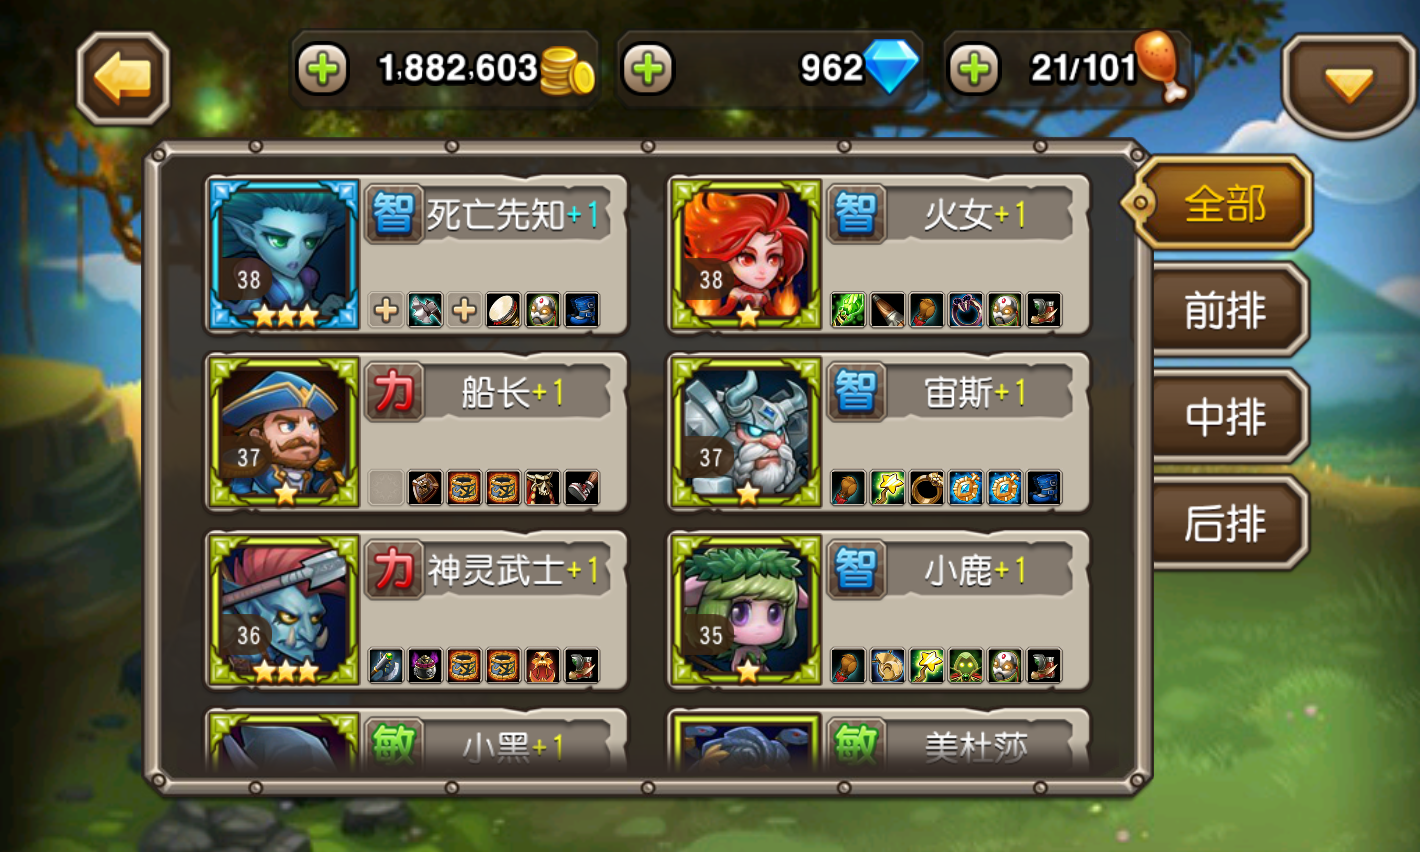 1,882,603
962
21/101
全部
前排
中排
后排
智 死亡先知+1
38
智 火女+1
38
力 船长+1
37
智 宙斯+1
37
力 神灵武士+1
36
智 小鹿+1
35
敏 小黑+1
敏 美杜莎